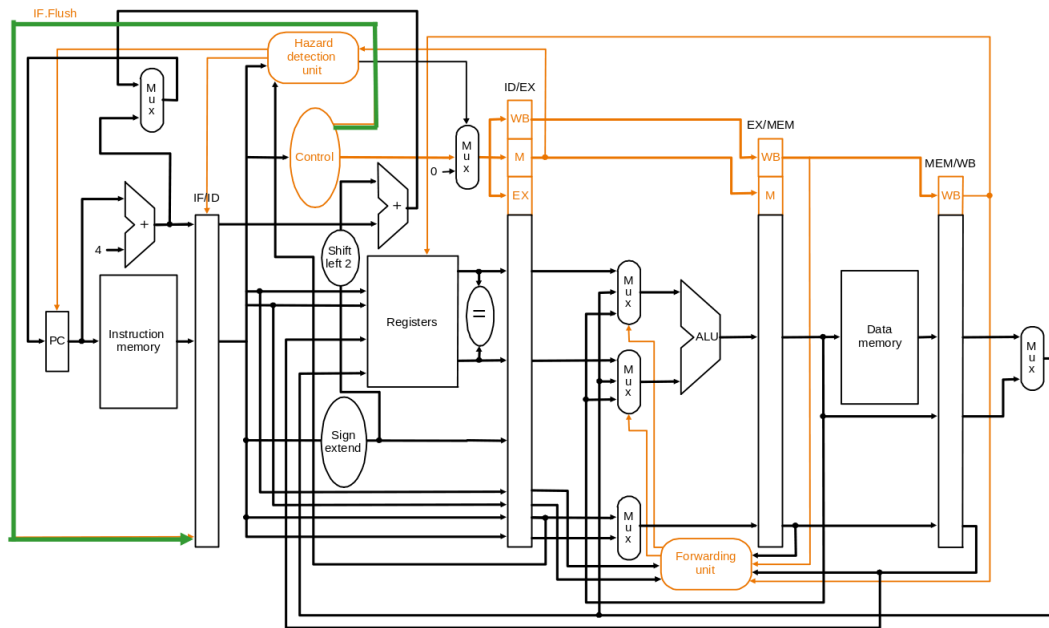 IF.Flush
Hazard
detection
unit
M
u
x
ID/EX
WB
EX/MEM
Control
M
u
x
M
WB
MEM/WB
0
EX
M
WB
IF/ID
+
+
4
Shift
left 2
M
u
x
Registers
=
Data
memory
PC
Instruction
memory
ALU
M
u
x
M
u
x
Sign
extend
M
u
x
Forwarding
unit